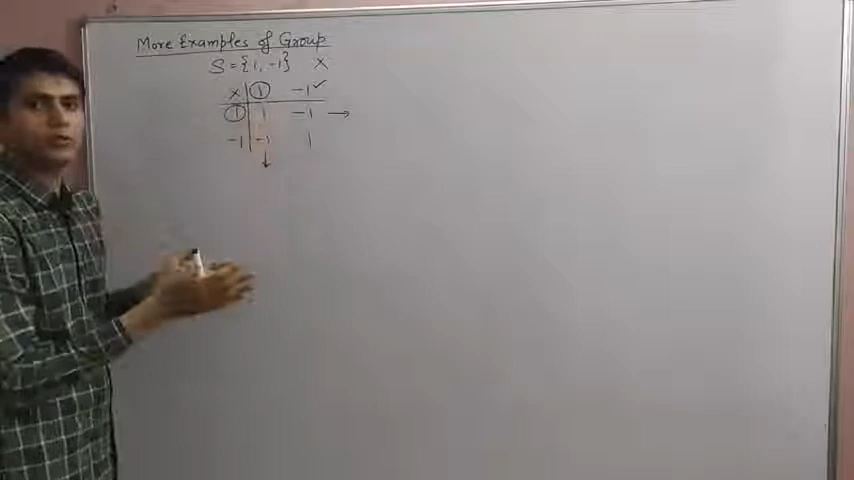 More Examples of Group
S = {1, -1} ×
× | 1 -1 ✓
1 | 1 -1 →
-1 | -1 1
↓